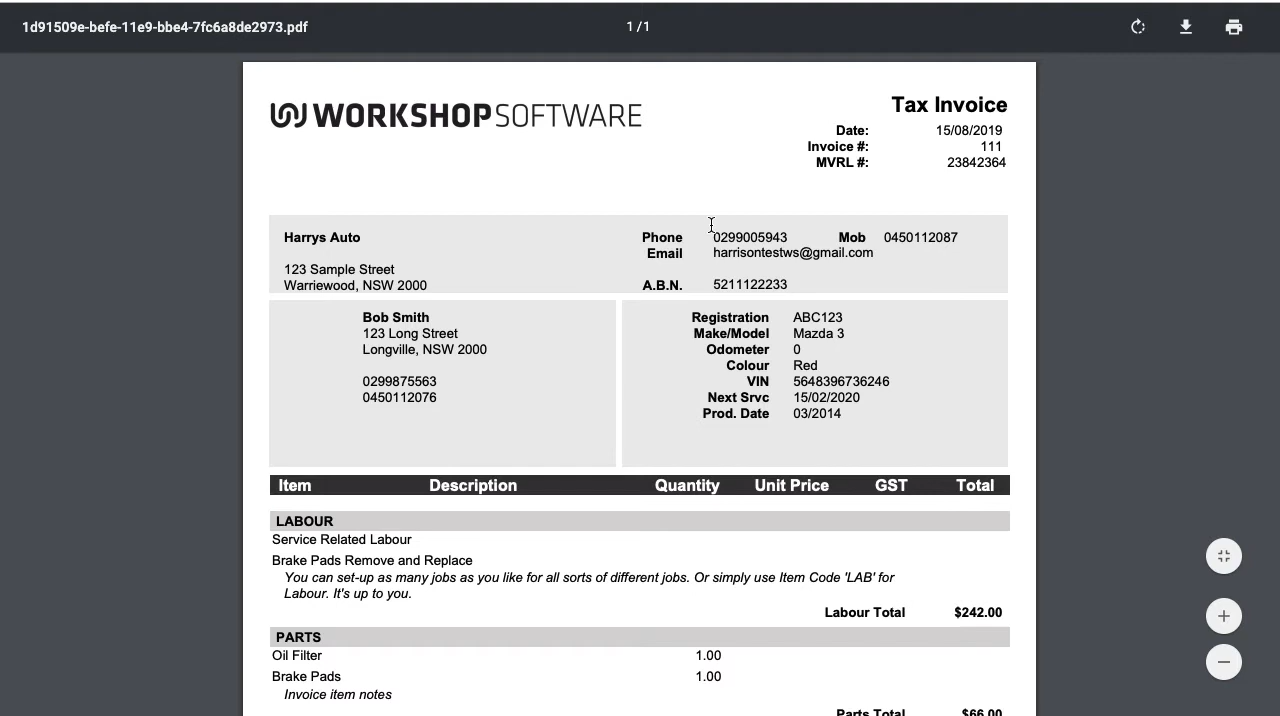 1d91509e-befe-11e9-bbe4-7fc6a8de2973.pdf 1 / 1
WORKSHOPSOFTWARE
Tax Invoice
Date: 15/08/2019
Invoice #: 111
MVRL #: 23842364
Harrys Auto Phone 0299005943 Mob 0450112087
Email harrisontestws@gmail.com
123 Sample Street
Warriewood, NSW 2000 A.B.N. 5211122233
Bob Smith
123 Long Street
Longville, NSW 2000
0299875563
0450112076
Registration ABC123
Make/Model Mazda 3
Odometer 0
Colour Red
VIN 5648396736246
Next Srvc 15/02/2020
Prod. Date 03/2014
Item Description Quantity Unit Price GST Total
LABOUR
Service Related Labour
Brake Pads Remove and Replace
You can set-up as many jobs as you like for all sorts of different jobs. Or simply use Item Code 'LAB' for
Labour. It's up to you.
Labour Total $242.00
PARTS
Oil Filter 1.00
Brake Pads 1.00
Invoice item notes
Parts Total $66.00